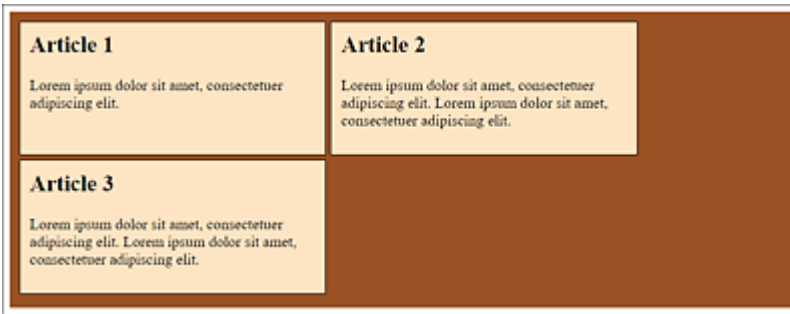 Article 1
Lorem ipsum dolor sit amet, consectetuer
adipiscing elit.
Article 2
Lorem ipsum dolor sit amet, consectetuer
adipiscing elit. Lorem ipsum dolor sit amet,
consectetuer adipiscing elit.
Article 3
Lorem ipsum dolor sit amet, consectetuer
adipiscing elit. Lorem ipsum dolor sit amet,
consectetuer adipiscing elit.